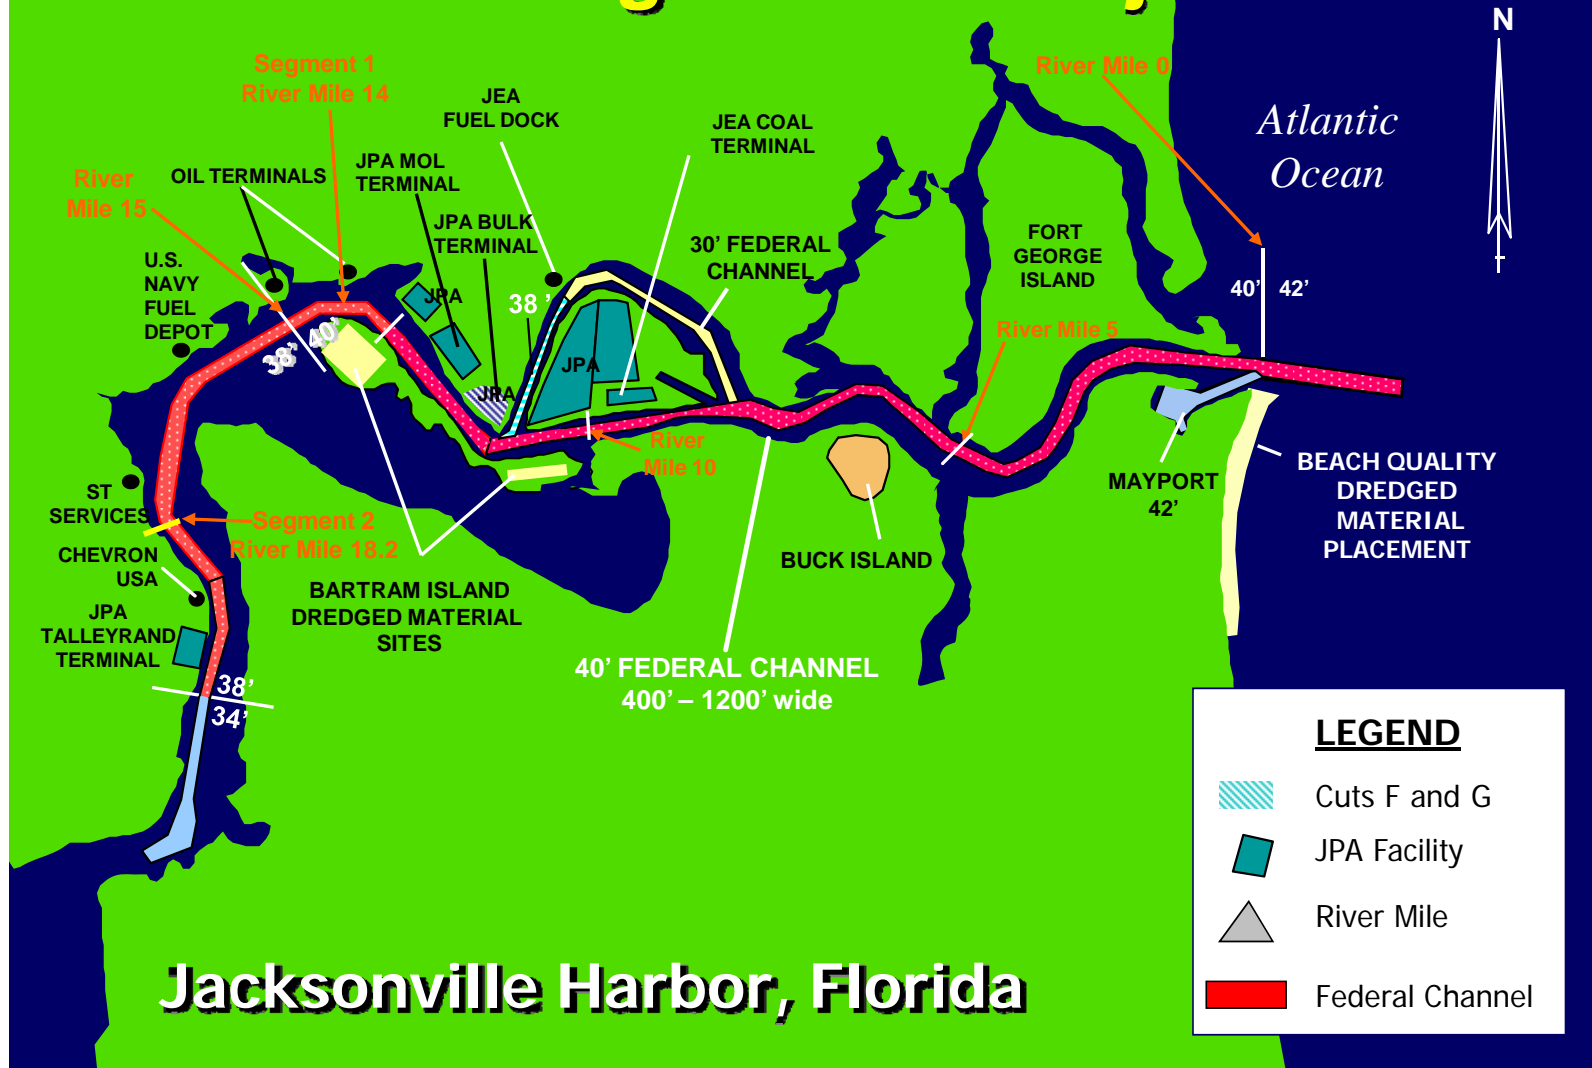 N
Segment 1
River Mile 14
River Mile 0
JEA
FUEL DOCK
JEA COAL
TERMINAL
Atlantic
Ocean
OIL TERMINALS
JPA MOL
TERMINAL
River
Mile 15
JPA BULK
TERMINAL
30’ FEDERAL
CHANNEL
FORT
GEORGE
ISLAND
U.S.
NAVY
FUEL
DEPOT
JPA
38 ’
40’ 42’
River Mile 5
38’ 40’
JPA
JPA
River
Mile 10
MAYPORT
42’
BEACH QUALITY
DREDGED
MATERIAL
PLACEMENT
ST
SERVICES
Segment 2
River Mile 18.2
CHEVRON
USA
BUCK ISLAND
BARTRAM ISLAND
DREDGED MATERIAL
SITES
JPA
TALLEYRAND
TERMINAL
40’ FEDERAL CHANNEL
400’ – 1200’ wide
38’
34’
LEGEND
Cuts F and G
JPA Facility
River Mile
Federal Channel
Jacksonville Harbor, Florida